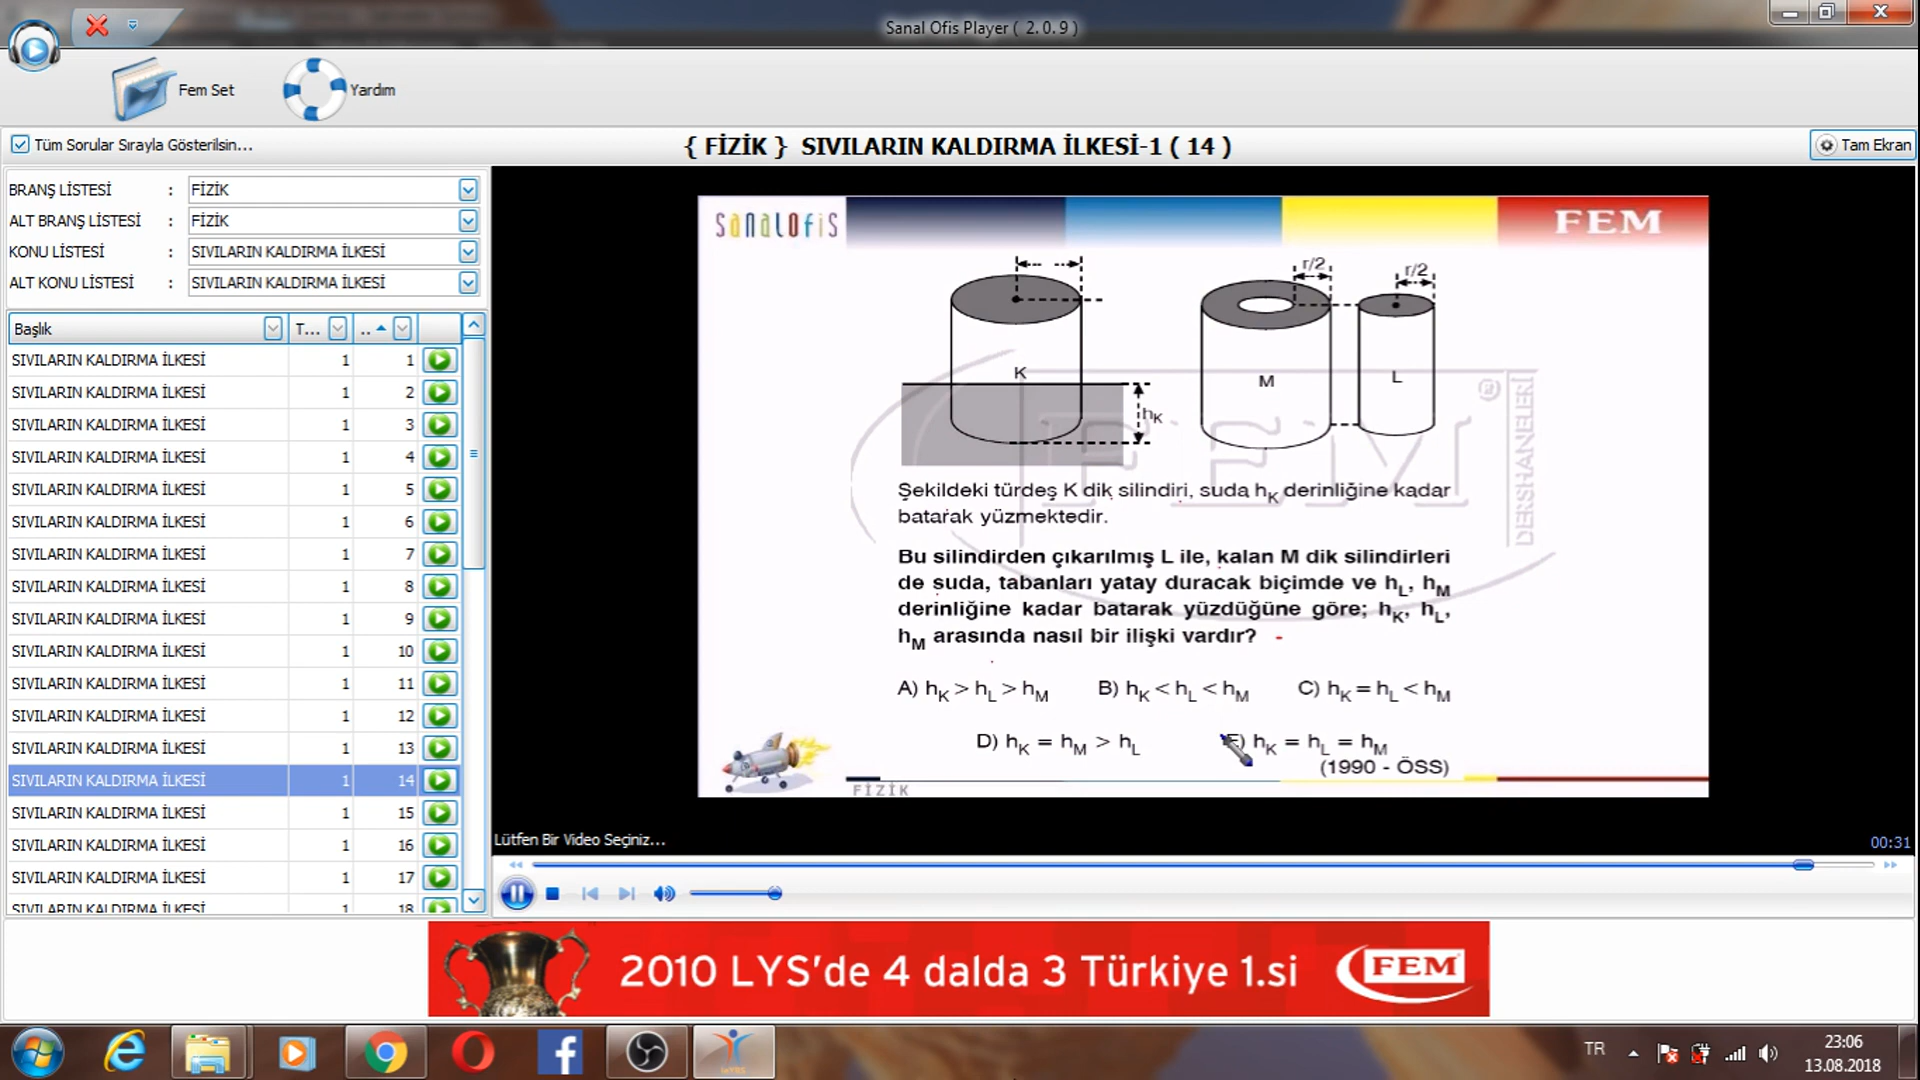 Sanal Ofis Player ( 2.0.9 )
Fem Set
Yardım
Tüm Sorular Sırayla Gösterilsin...
{ FİZİK } SIVILARIN KALDIRMA İLKESİ-1 ( 14 )
Tam Ekran
BRANŞ LİSTESİ : FİZİK
ALT BRANŞ LİSTESİ : FİZİK
KONU LİSTESİ : SIVILARIN KALDIRMA İLKESİ
ALT KONU LİSTESİ : SIVILARIN KALDIRMA İLKESİ
Başlık T... ..
SIVILARIN KALDIRMA İLKESİ 1 1
SIVILARIN KALDIRMA İLKESİ 1 2
SIVILARIN KALDIRMA İLKESİ 1 3
SIVILARIN KALDIRMA İLKESİ 1 4
SIVILARIN KALDIRMA İLKESİ 1 5
SIVILARIN KALDIRMA İLKESİ 1 6
SIVILARIN KALDIRMA İLKESİ 1 7
SIVILARIN KALDIRMA İLKESİ 1 8
SIVILARIN KALDIRMA İLKESİ 1 9
SIVILARIN KALDIRMA İLKESİ 1 10
SIVILARIN KALDIRMA İLKESİ 1 11
SIVILARIN KALDIRMA İLKESİ 1 12
SIVILARIN KALDIRMA İLKESİ 1 13
SIVILARIN KALDIRMA İLKESİ 1 14
SIVILARIN KALDIRMA İLKESİ 1 15
SIVILARIN KALDIRMA İLKESİ 1 16
SIVILARIN KALDIRMA İLKESİ 1 17
SIVILARIN KALDIRMA İLKESİ 1 18
sanalofis
FEM
r/2
r/2
K
M
L
hK
FEM
DERSHANELERİ
®
Şekildeki türdeş K dik silindiri, suda hK derinliğine kadar
batarak yüzmektedir.
Bu silindirden çıkarılmış L ile, kalan M dik silindirleri
de suda, tabanları yatay duracak biçimde ve hL, hM
derinliğine kadar batarak yüzdüğüne göre; hK, hL,
hM arasında nasıl bir ilişki vardır?
A) hK > hL > hM B) hK < hL < hM C) hK = hL < hM
D) hK = hM > hL E) hK = hL = hM
(1990 - ÖSS)
FİZİK
Lütfen Bir Video Seçiniz...
00:31
2010 LYS'de 4 dalda 3 Türkiye 1.si
FEM
TR
23:06
13.08.2018